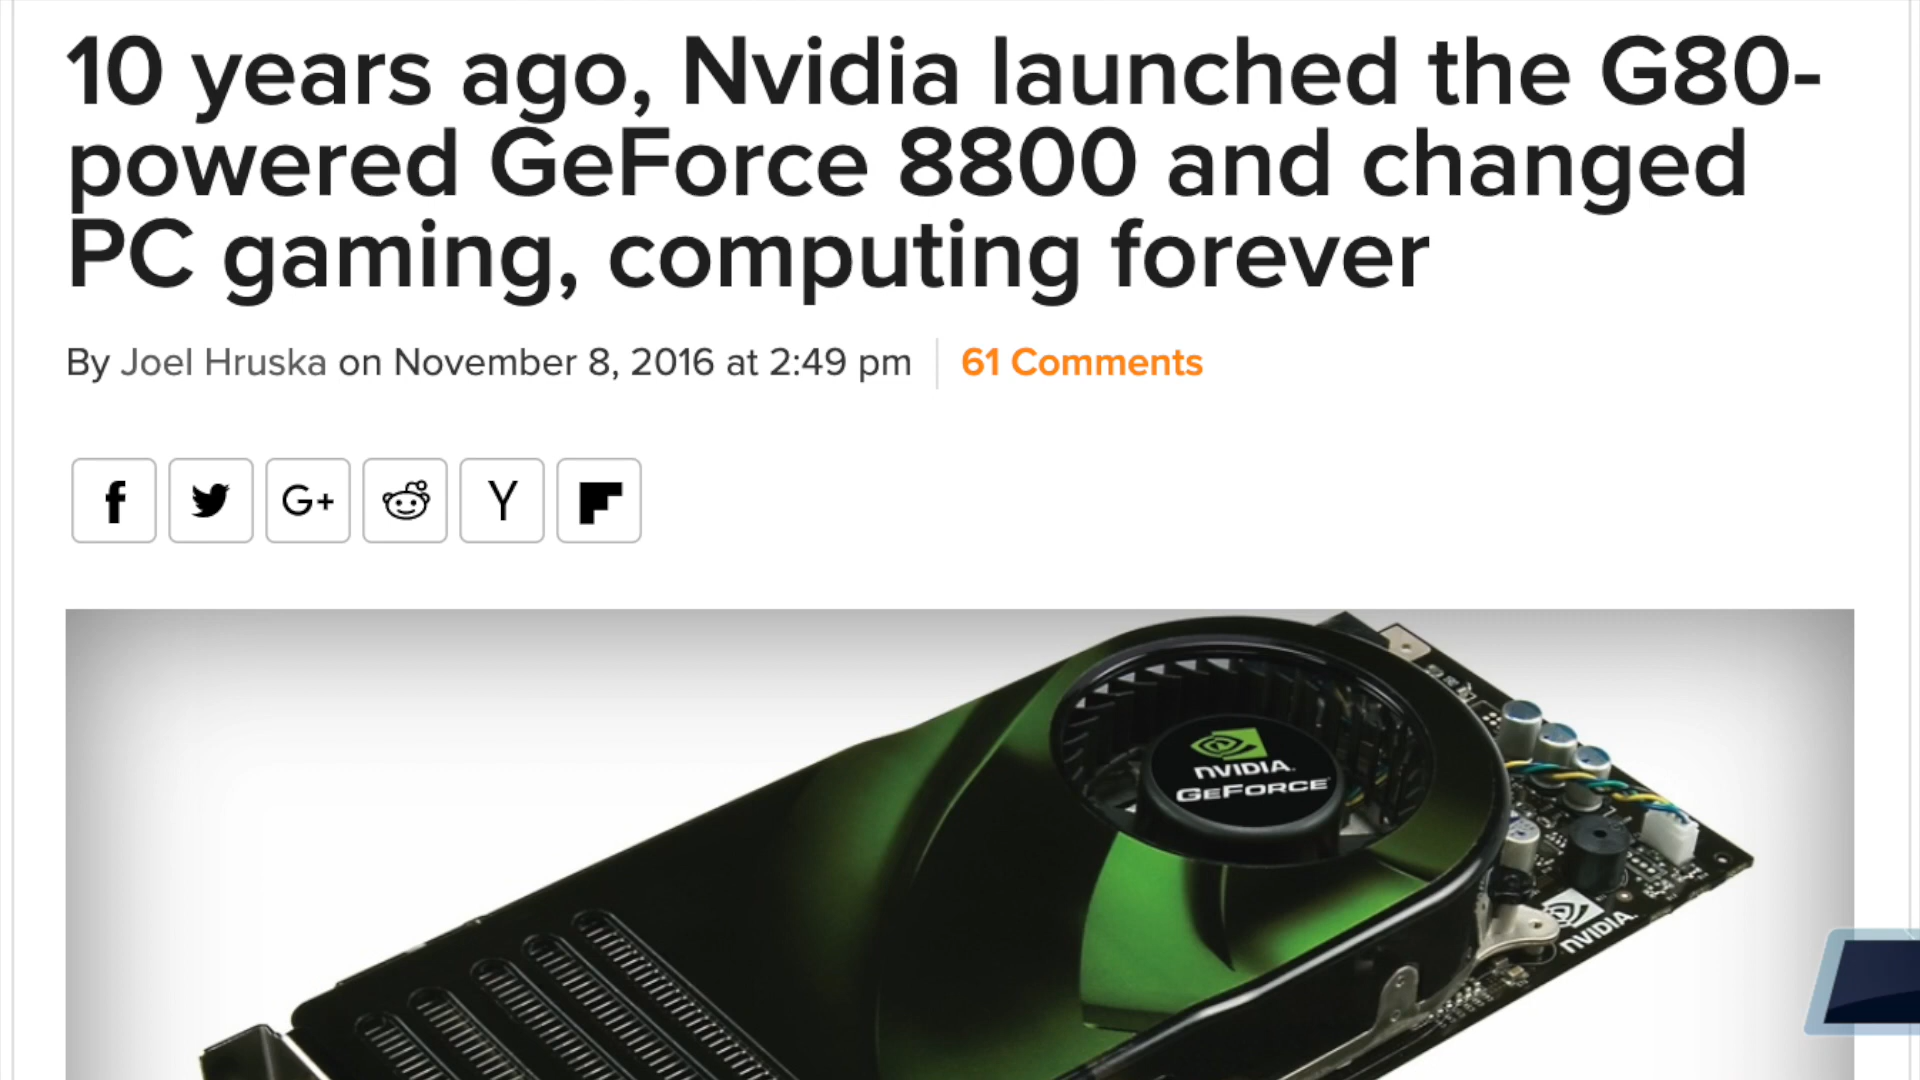 10 years ago, Nvidia launched the G80-
powered GeForce 8800 and changed
PC gaming, computing forever
By Joel Hruska on November 8, 2016 at 2:49 pm
61 Comments
f
G+
Y
NVIDIA.
GEFORCE
NVIDIA.